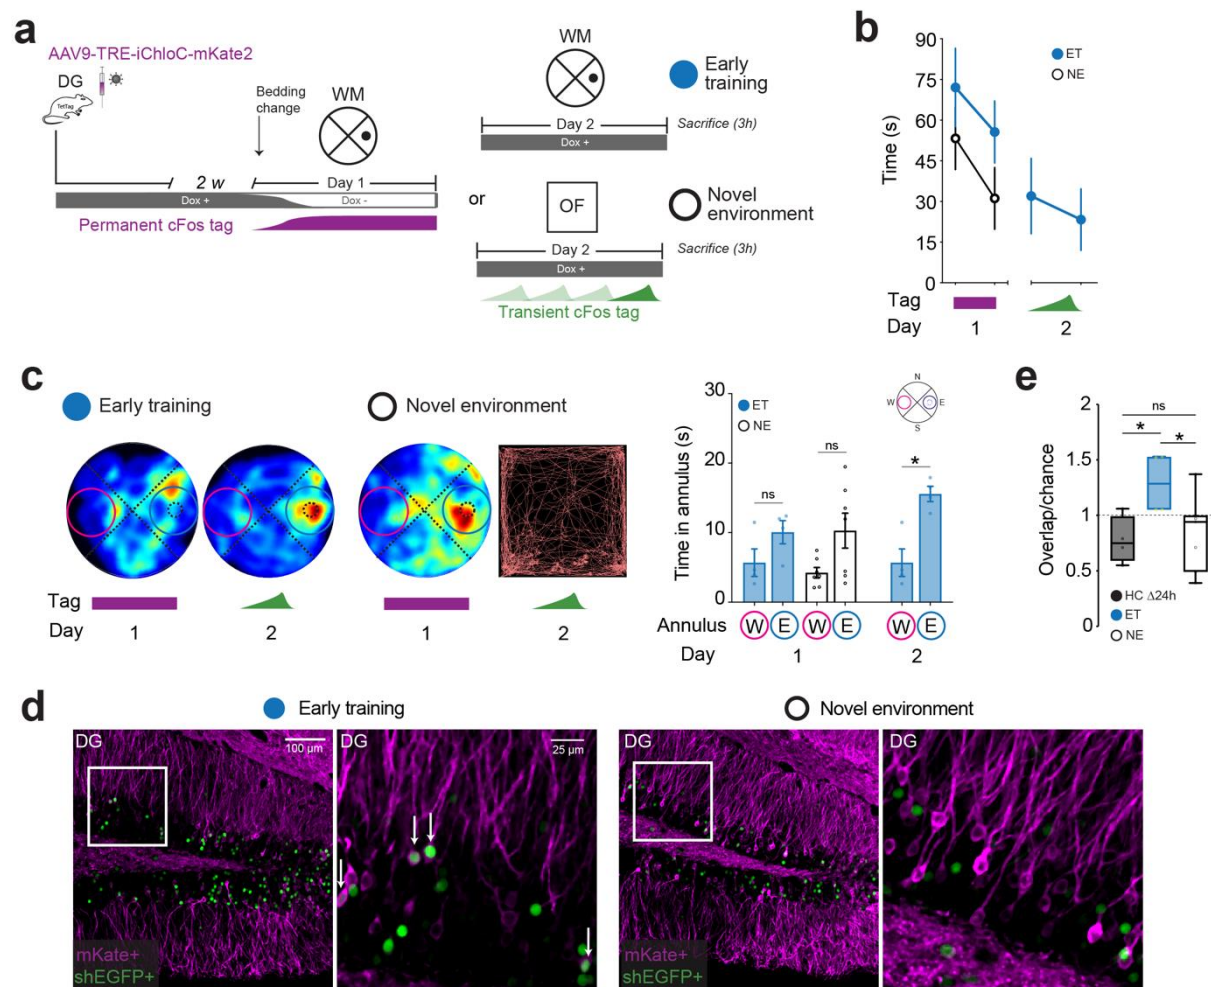 a
AAV9-TRE-iChloC-mKate2
DG
TetTag
Bedding
change
WM
2 w
Day 1
Dox +
Dox -
Permanent cFos tag
or
WM
Early
training
Day 2
Sacrifice (3h)
Dox +
OF
Novel
environment
Day 2
Sacrifice (3h)
Dox +
Transient cFos tag
b
90
75
60
45
30
15
0
Time (s)
ET
NE
Tag
Day
1
2
c
Early training
Novel environment
Tag
Day
1
2
1
2
30
20
10
0
Time in annulus (s)
ET
NE
N
W
E
S
ns
ns
*
Annulus
W
E
W
E
W
E
Day
1
2
e
2
1.5
1
0.5
0
Overlap/chance
ns
*
*
HC Δ24h
ET
NE
d
Early training
Novel environment
DG
100 µm
mKate+
shEGFP+
DG
25 µm
DG
mKate+
shEGFP+
DG